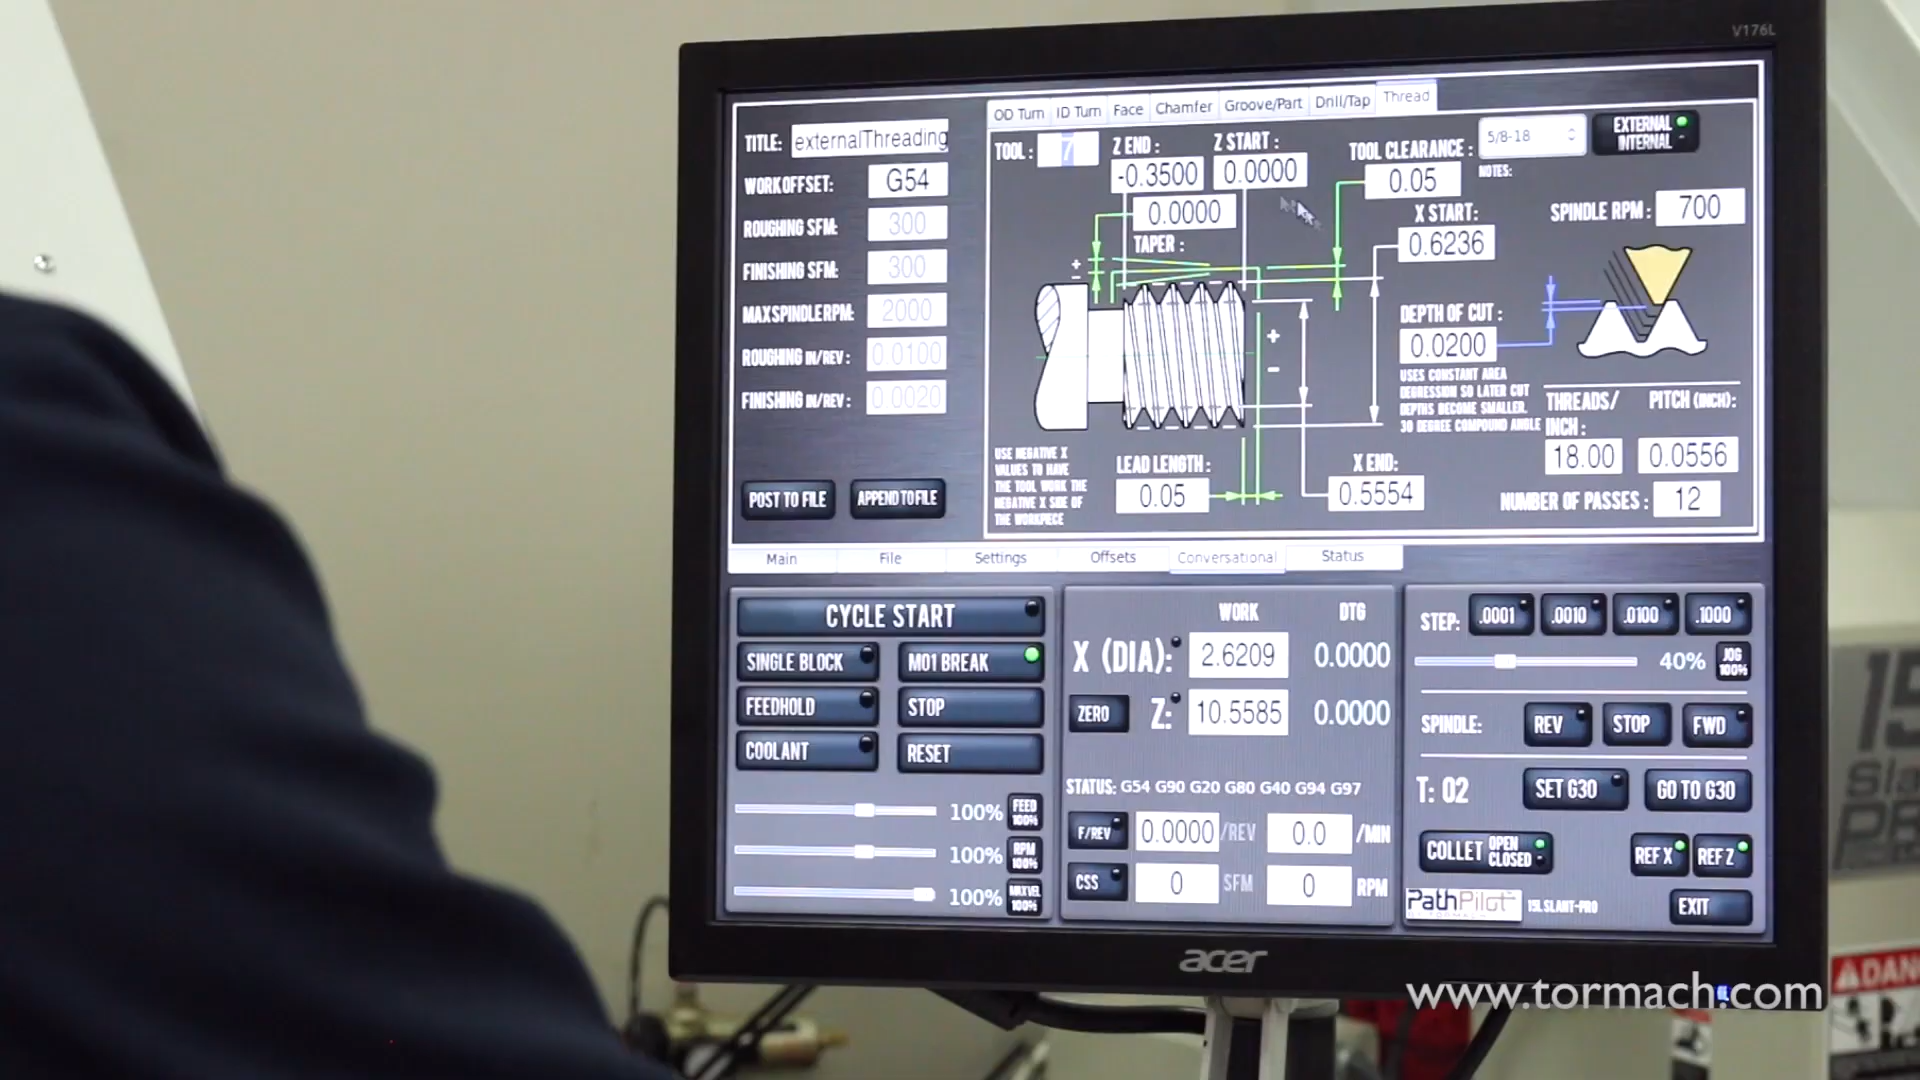 V176L
TITLE: externalThreading
WORK OFFSET: G54
ROUGHING SFM: 300
FINISHING SFM: 300
MAX SPINDLE RPM: 2000
ROUGHING IN/REV: 0.0100
FINISHING IN/REV: 0.0020
POST TO FILE
APPEND TO FILE
OD Turn ID Turn Face Chamfer Groove/Part Drill/Tap Thread
TOOL: 7
Z END:
-0.3500
Z START:
0.0000
0.0000
TAPER:
+
-
TOOL CLEARANCE:
0.05
5/8-18
EXTERNAL
INTERNAL
NOTES:
X START:
0.6236
SPINDLE RPM: 700
DEPTH OF CUT:
0.0200
USES CONSTANT AREA
DEGRESSION SO LATER CUT
DEPTHS BECOME SMALLER.
30 DEGREE COMPOUND ANGLE
+
-
THREADS/
INCH:
18.00
PITCH (INCH):
0.0556
USE NEGATIVE X
VALUES TO HAVE
THE TOOL WORK THE
NEGATIVE X SIDE OF
THE WORKPIECE
LEAD LENGTH:
0.05
X END:
0.5554
NUMBER OF PASSES: 12
Main File Settings Offsets Conversational Status
CYCLE START
SINGLE BLOCK
M01 BREAK
FEEDHOLD
STOP
COOLANT
RESET
100% FEED 100%
100% RPM 100%
100% MAX VEL 100%
WORK DTG
X (DIA): 2.6209 0.0000
ZERO Z: 10.5585 0.0000
STATUS: G54 G90 G20 G80 G40 G94 G97
F/REV 0.0000 /REV 0.0 /MIN
CSS 0 SFM 0 RPM
STEP: .0001 .0010 .0100 .1000
40% JOG 100%
SPINDLE: REV STOP FWD
T: 02 SET G30 GO TO G30
COLLET OPEN CLOSED
REF X REF Z
PathPilot
15L SLANT-PRO
EXIT
acer
www.tormach.com
15
Sla
PR
DAN